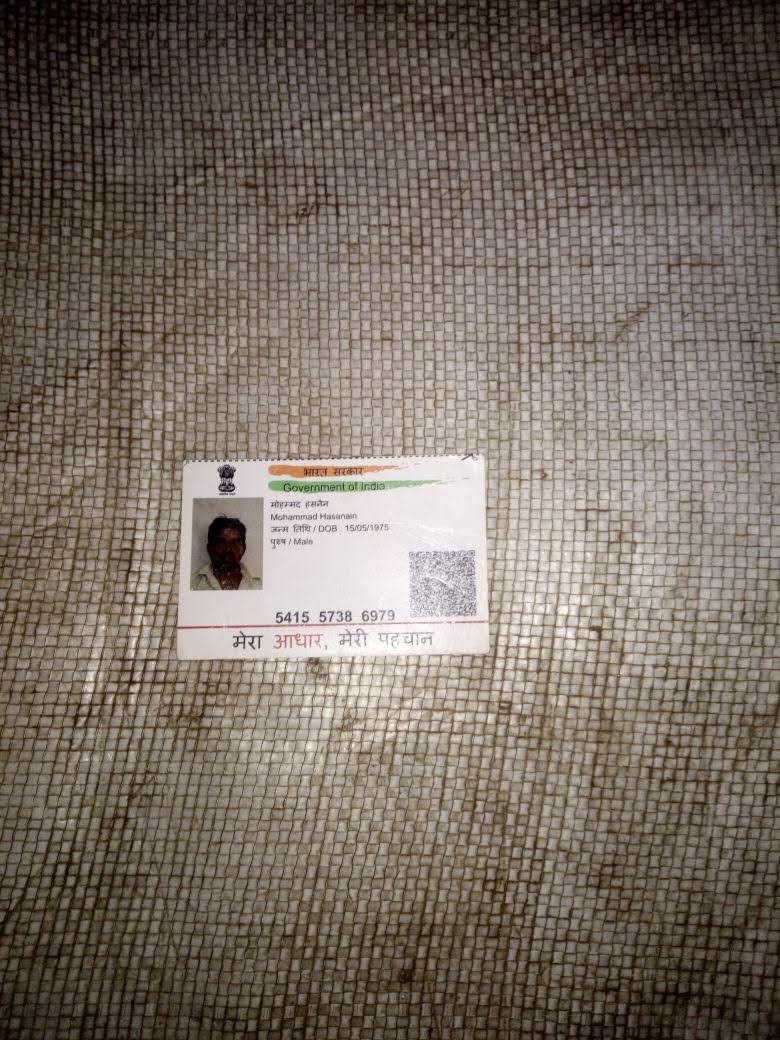 भारत सरकार
Government of India
मोहम्मद हसनैन
Mohammad Hasanain
जन्म तिथि / DOB : 15/05/1975
पुरुष / Male
5415 5738 6979
मेरा आधार, मेरी पहचान